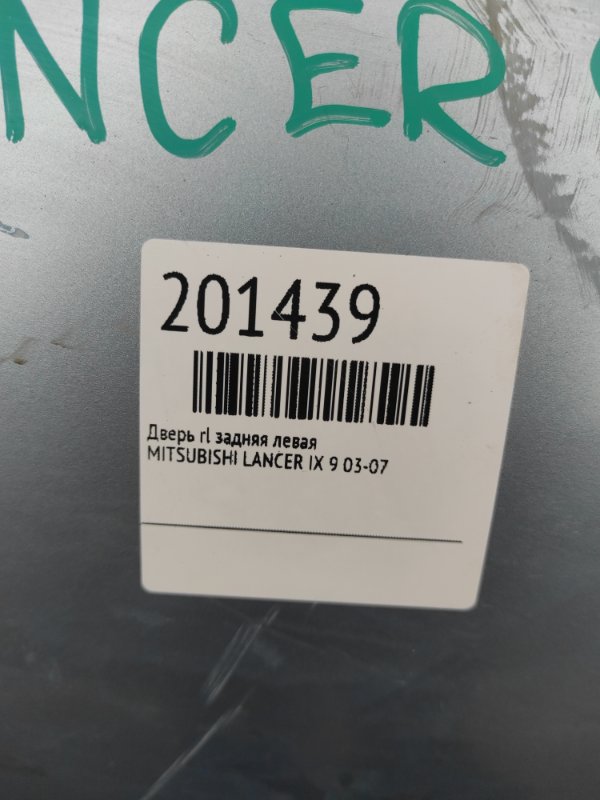 NCER
201439
Дверь rl задняя левая
MITSUBISHI LANCER IX 9 03-07